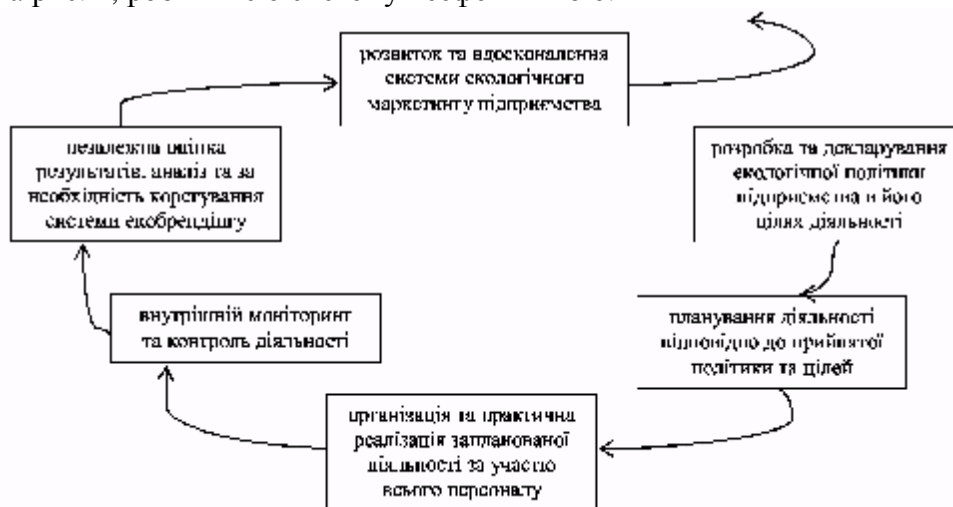 розвиток та вдосконалення
системи екологічного
маркетингу підприємства
незалежна оцінка
результатів, аналіз та за
необхідність корегування
системи екобрендінгу
розробка та декларування
екологічної політики
підприємства в його
цілях діяльності
внутрішній моніторинг
та контроль діяльності
планування діяльності
відповідно до прийнятої
політики та цілей
організація та практична
реалізація запланованої
діяльності за участю
всього персоналу